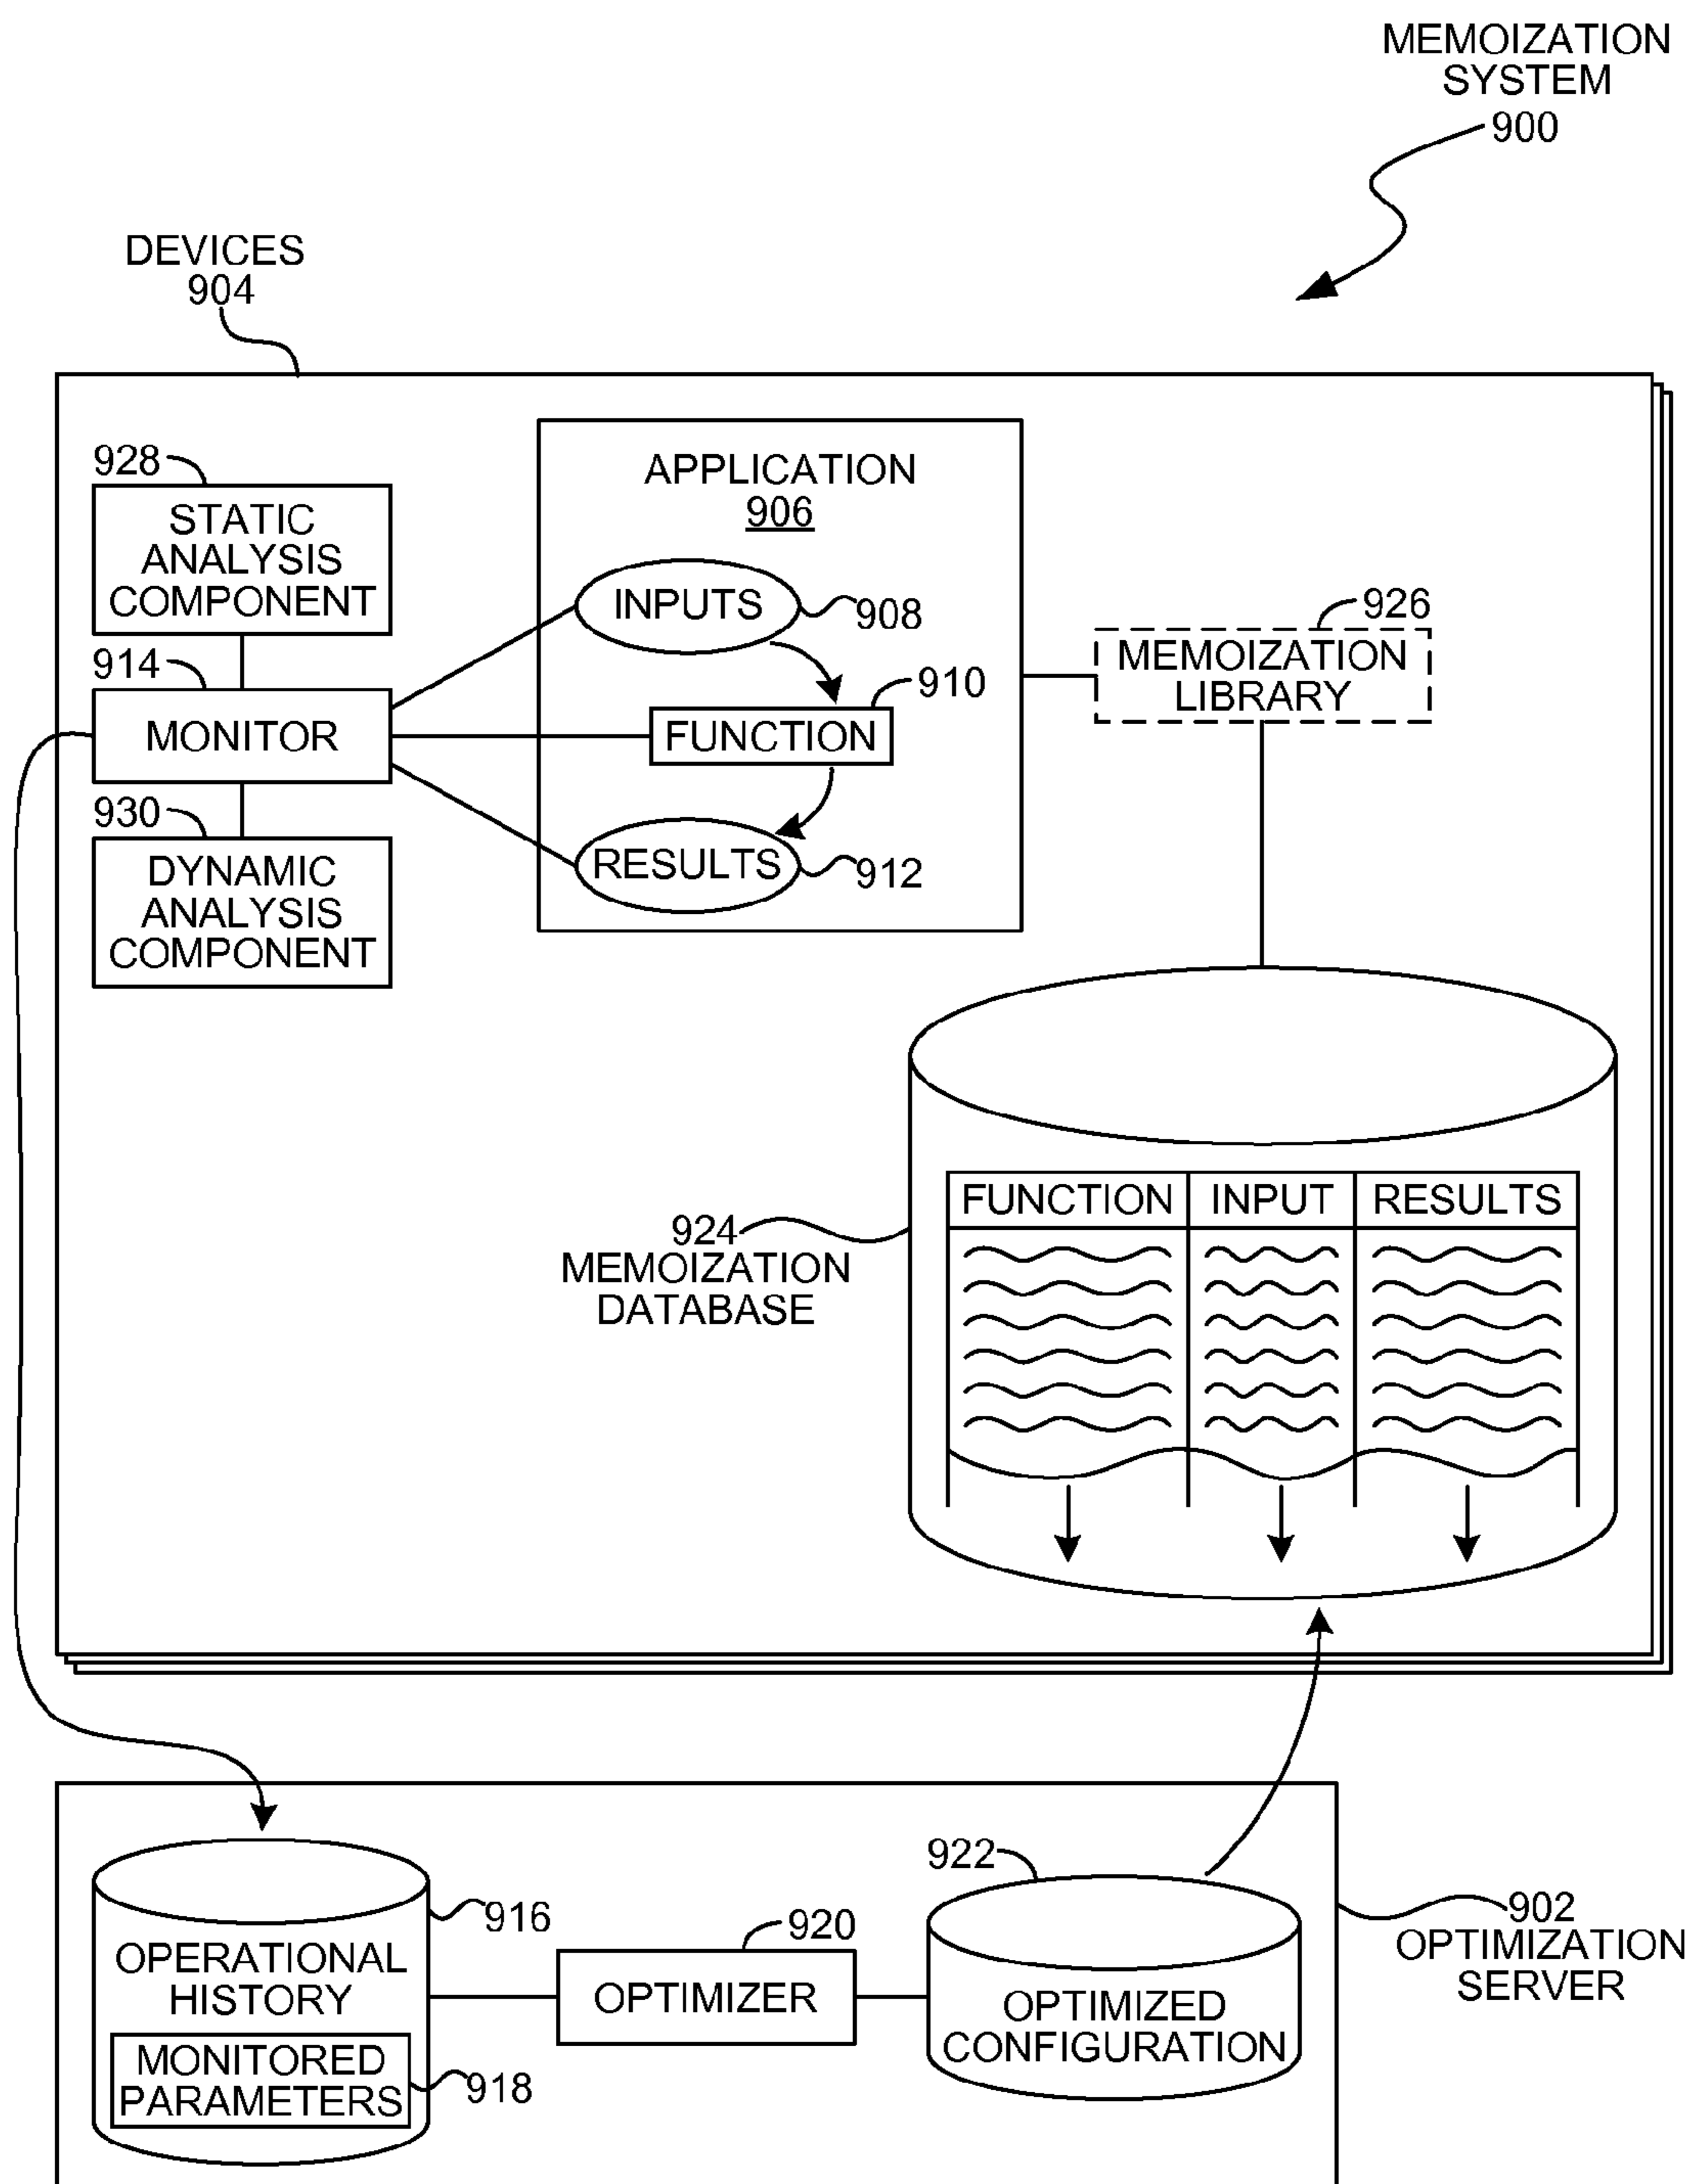 MEMOIZATION
SYSTEM
900
DEVICES
904
928
STATIC
ANALYSIS
COMPONENT
914
MONITOR
930
DYNAMIC
ANALYSIS
COMPONENT
APPLICATION
906
INPUTS
908
910
FUNCTION
RESULTS
912
926
MEMOIZATION
LIBRARY
924
MEMOIZATION
DATABASE
FUNCTION INPUT RESULTS
916
OPERATIONAL
HISTORY
MONITORED
PARAMETERS
918
920
OPTIMIZER
922
OPTIMIZED
CONFIGURATION
902
OPTIMIZATION
SERVER